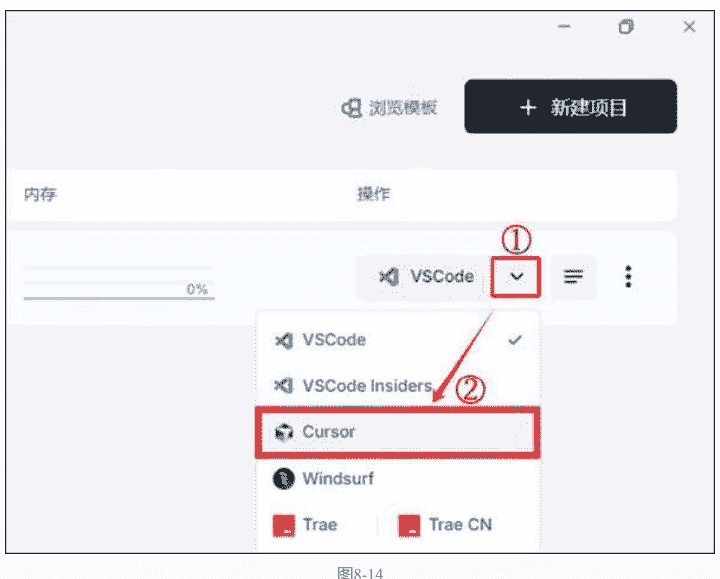 浏览模板
+ 新建项目
内存 操作
①
VSCode
0%
VSCode
VSCode Insiders
②
Cursor
Windsurf
Trae Trae CN
图8-14